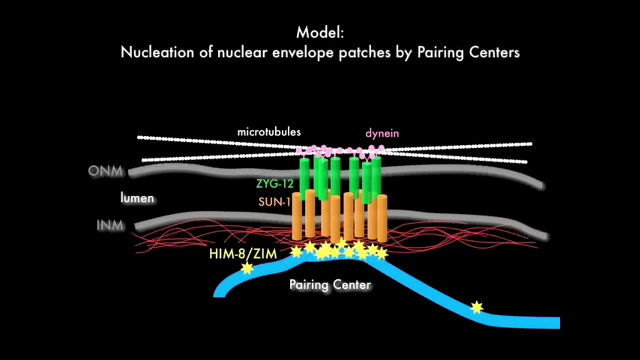 Model:
Nucleation of nuclear envelope patches by Pairing Centers
microtubules
dynein
ONM
ZYG-12
lumen
SUN-1
INM
HIM-8/ZIM
Pairing Center